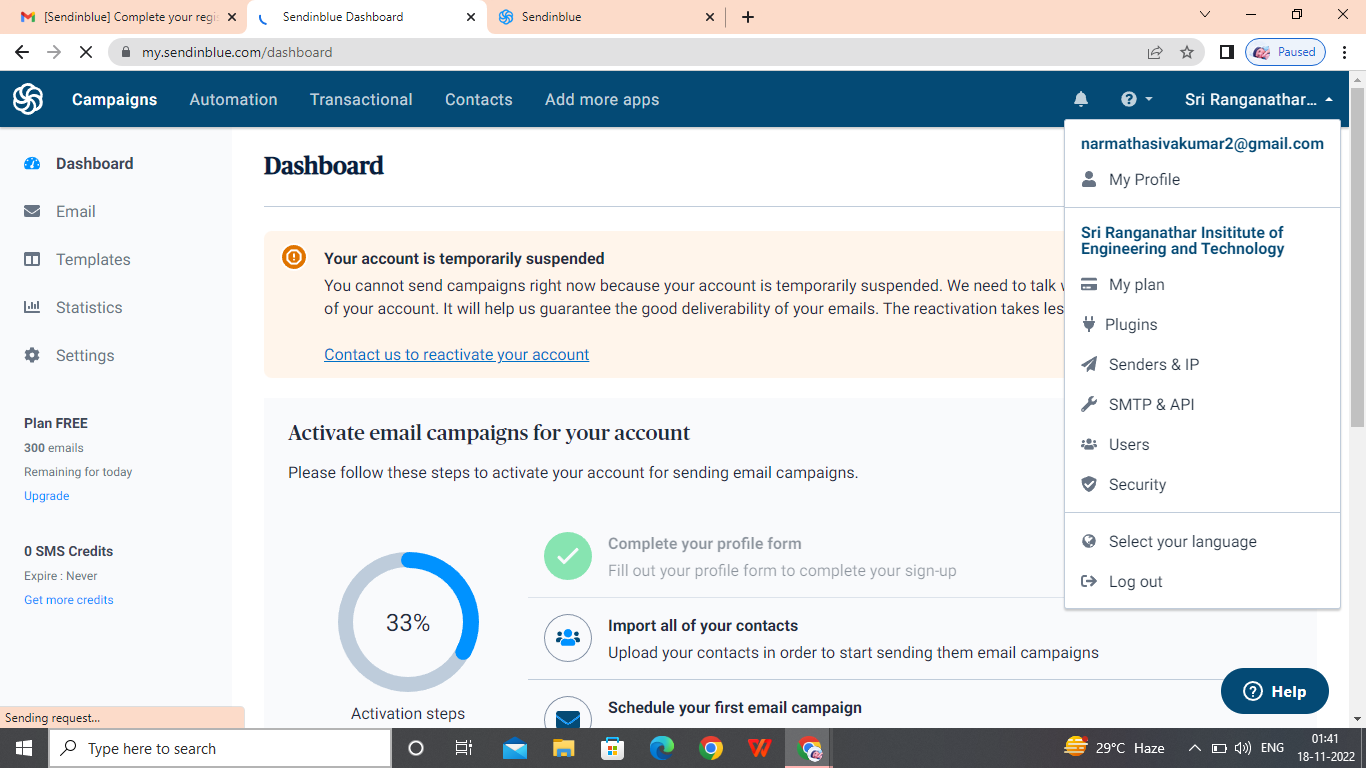 [Sendinblue] Complete your regis
Sendinblue Dashboard
Sendinblue
my.sendinblue.com/dashboard
Paused
Campaigns
Automation
Transactional
Contacts
Add more apps
Sri Ranganathar...
narmathasivakumar2@gmail.com
My Profile
Sri Ranganathar Insititute of
Engineering and Technology
My plan
Plugins
Senders & IP
SMTP & API
Users
Security
Select your language
Log out
Dashboard
Email
Templates
Statistics
Settings
Plan FREE
300 emails
Remaining for today
Upgrade
0 SMS Credits
Expire : Never
Get more credits
Dashboard
Your account is temporarily suspended
You cannot send campaigns right now because your account is temporarily suspended. We need to talk
of your account. It will help us guarantee the good deliverability of your emails. The reactivation takes les
Contact us to reactivate your account
Activate email campaigns for your account
Please follow these steps to activate your account for sending email campaigns.
33%
Activation steps
Complete your profile form
Fill out your profile form to complete your sign-up
Import all of your contacts
Upload your contacts in order to start sending them email campaigns
Schedule your first email campaign
Help
Sending request...
Type here to search
29°C Haze
ENG
01:41
18-11-2022